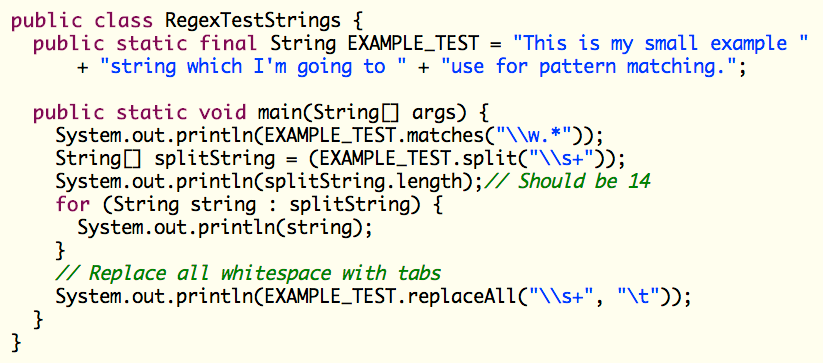 public class RegexTestStrings {
  public static final String EXAMPLE_TEST = "This is my small example "
      + "string which I'm going to " + "use for pattern matching.";

  public static void main(String[] args) {
    System.out.println(EXAMPLE_TEST.matches("\\w.*"));
    String[] splitString = (EXAMPLE_TEST.split("\\s+"));
    System.out.println(splitString.length);// Should be 14
    for (String string : splitString) {
      System.out.println(string);
    }
    // Replace all whitespace with tabs
    System.out.println(EXAMPLE_TEST.replaceAll("\\s+", "\t"));
  }
}